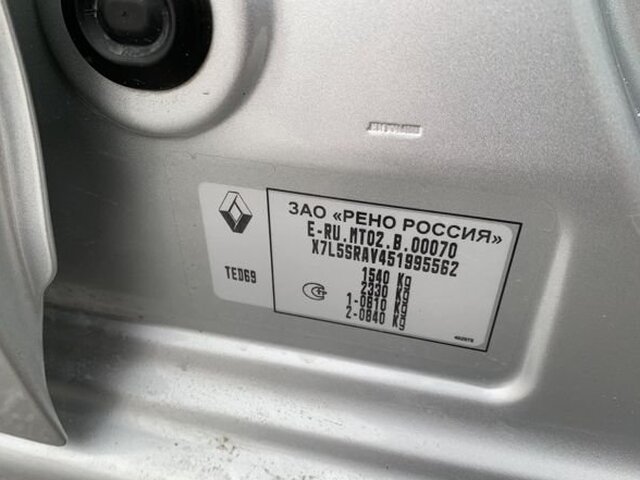 ЗАО «РЕНО РОССИЯ»
E-RU.MT02.B.00070
X7L5SRAV451995562
1540 Kg
2330 Kg
1-0810 Kg
2-0840 Kg
TED69